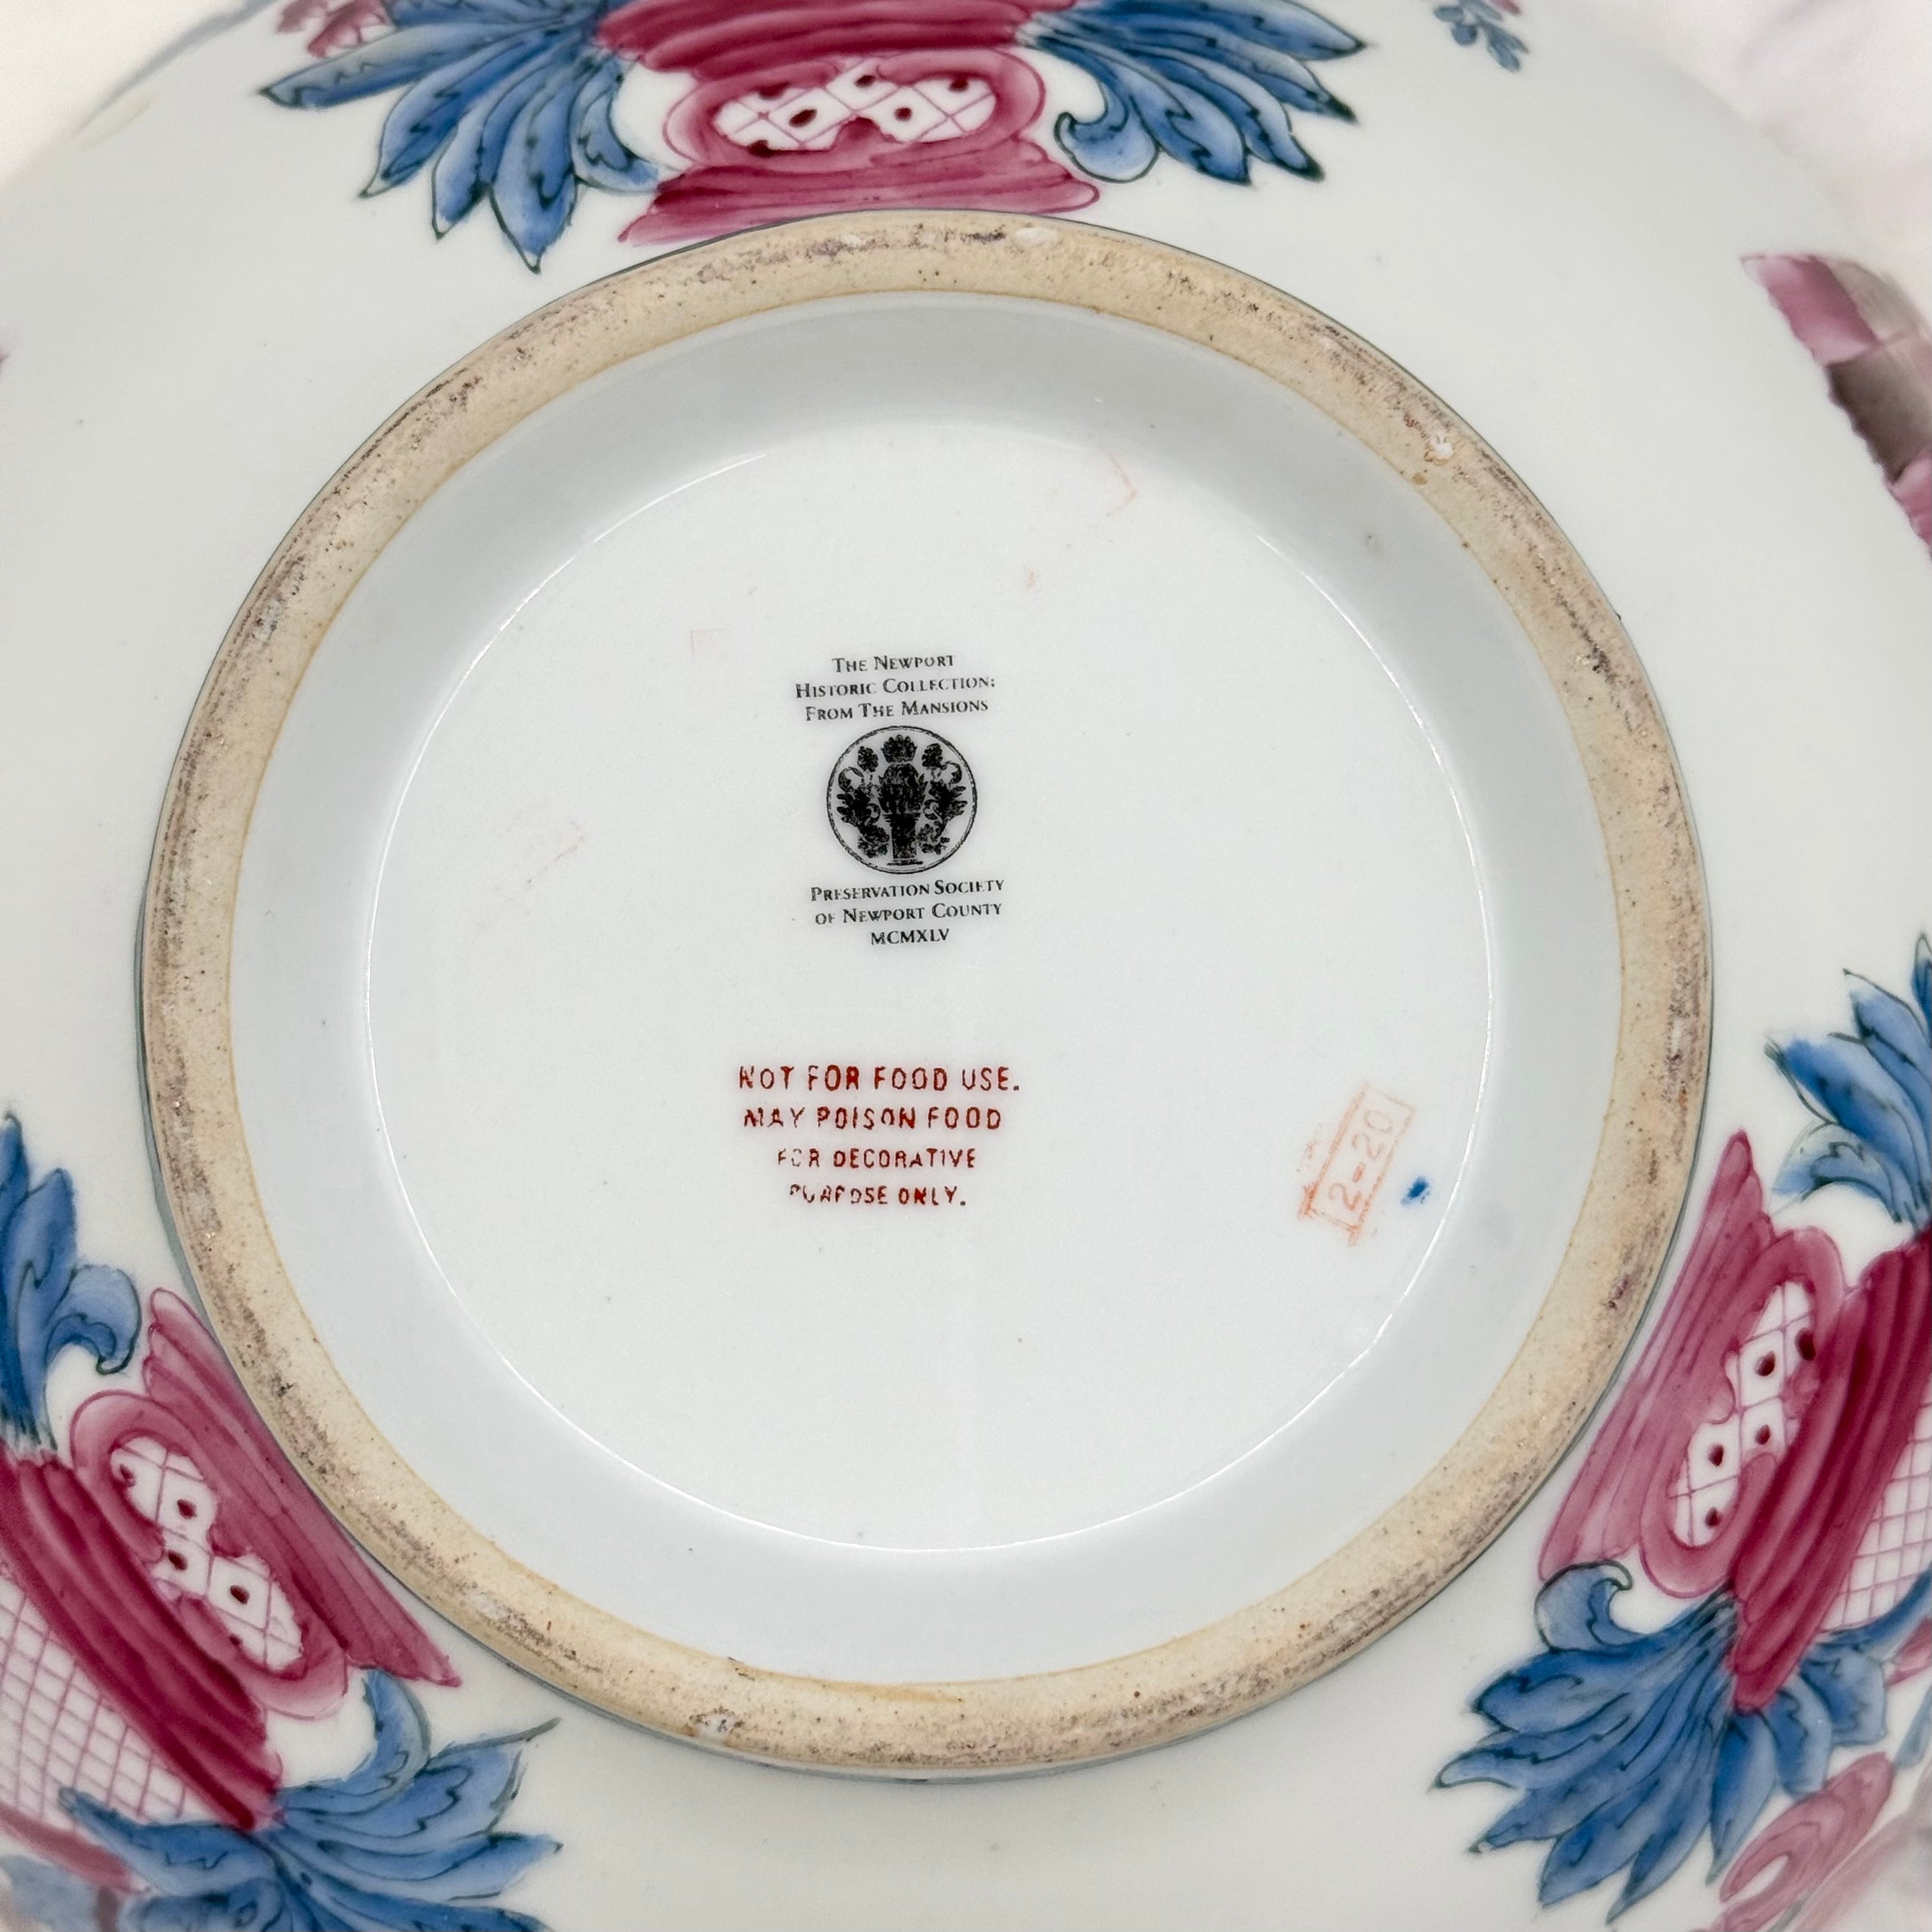 THE NEWPORT
HISTORIC COLLECTION:
FROM THE MANSIONS
PRESERVATION SOCIETY
OF NEWPORT COUNTY
MCMXLV
NOT FOR FOOD USE.
MAY POISON FOOD
FOR DECORATIVE
PURPOSE ONLY.
2-20